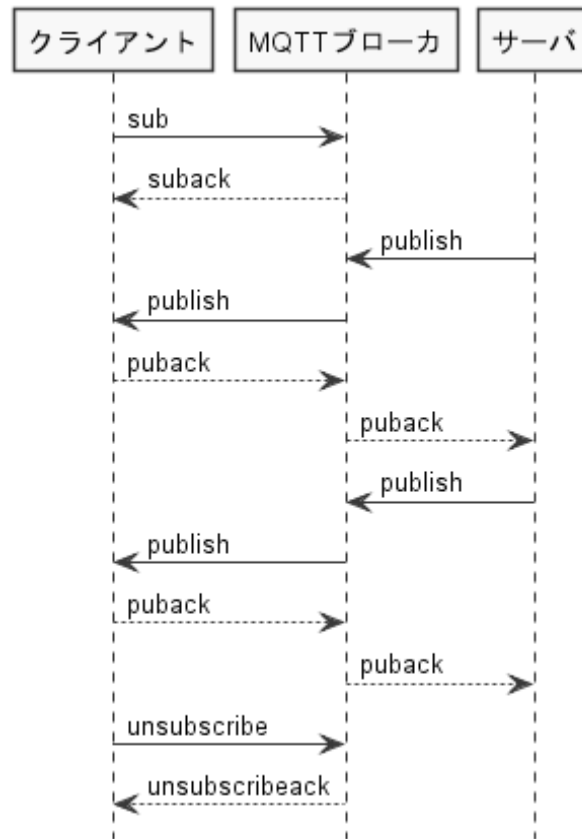 クライアント
MQTTブローカ
サーバ
sub
suback
publish
publish
puback
puback
publish
publish
puback
puback
unsubscribe
unsubscribeack